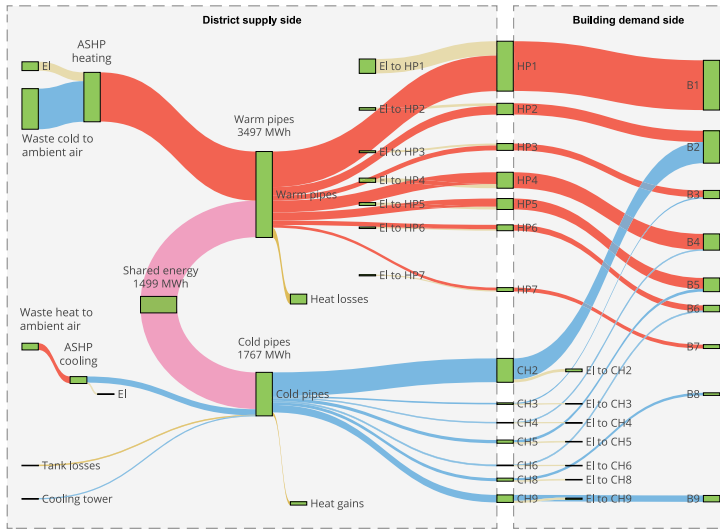 District supply side
Building demand side
ASHP
heating
El
Waste cold to
ambient air
El to HP1
HP1
B1
El to HP2
HP2
Warm pipes
3497 MWh
B2
El to HP3
HP3
El to HP4
HP4
Warm pipes
B3
El to HP5
HP5
El to HP6
HP6
B4
Shared energy
1499 MWh
El to HP7
HP7
B5
Heat losses
B6
Waste heat to
ambient air
ASHP
cooling
El
Cold pipes
1767 MWh
B7
CH2
El to CH2
Cold pipes
B8
CH3
El to CH3
CH4
El to CH4
CH5
El to CH5
Tank losses
CH6
El to CH6
CH8
El to CH8
Cooling tower
Heat gains
CH9
El to CH9
B9